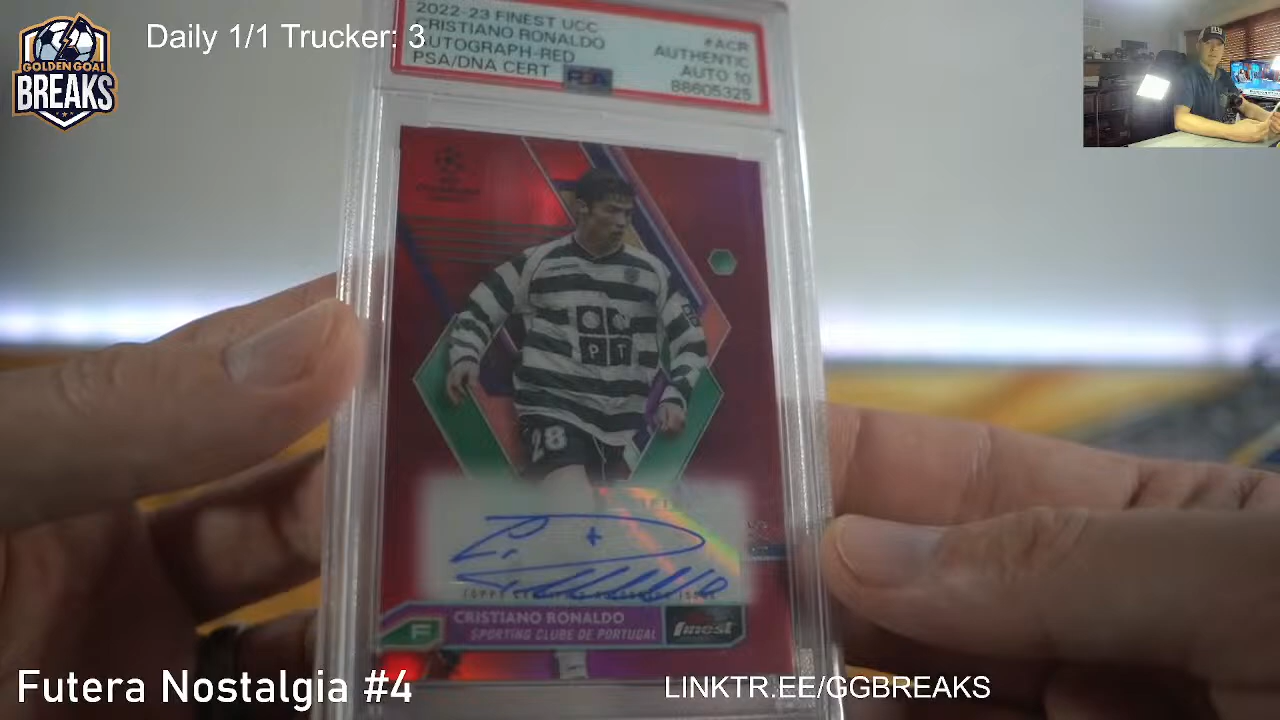 Daily 1/1 Trucker: 3
GOLDEN GOAL
BREAKS
2022-23 FINEST UCC
CRISTIANO RONALDO
AUTOGRAPH-RED
PSA/DNA CERT
#ACR
AUTHENTIC
AUTO 10
88605325
PSA
PT
28
CRISTIANO RONALDO
SPORTING CLUBE DE PORTUGAL
F
finest
Futera Nostalgia #4
LINKTR.EE/GGBREAKS